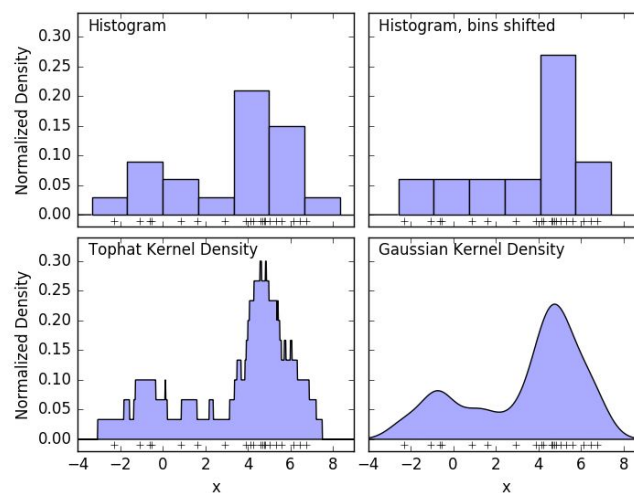 Histogram
Histogram, bins shifted
Normalized Density
0.30
0.25
0.20
0.15
0.10
0.05
0.00
Tophat Kernel Density
Gaussian Kernel Density
Normalized Density
0.30
0.25
0.20
0.15
0.10
0.05
0.00
−4 −2 0 2 4 6 8
−4 −2 0 2 4 6 8
x
x